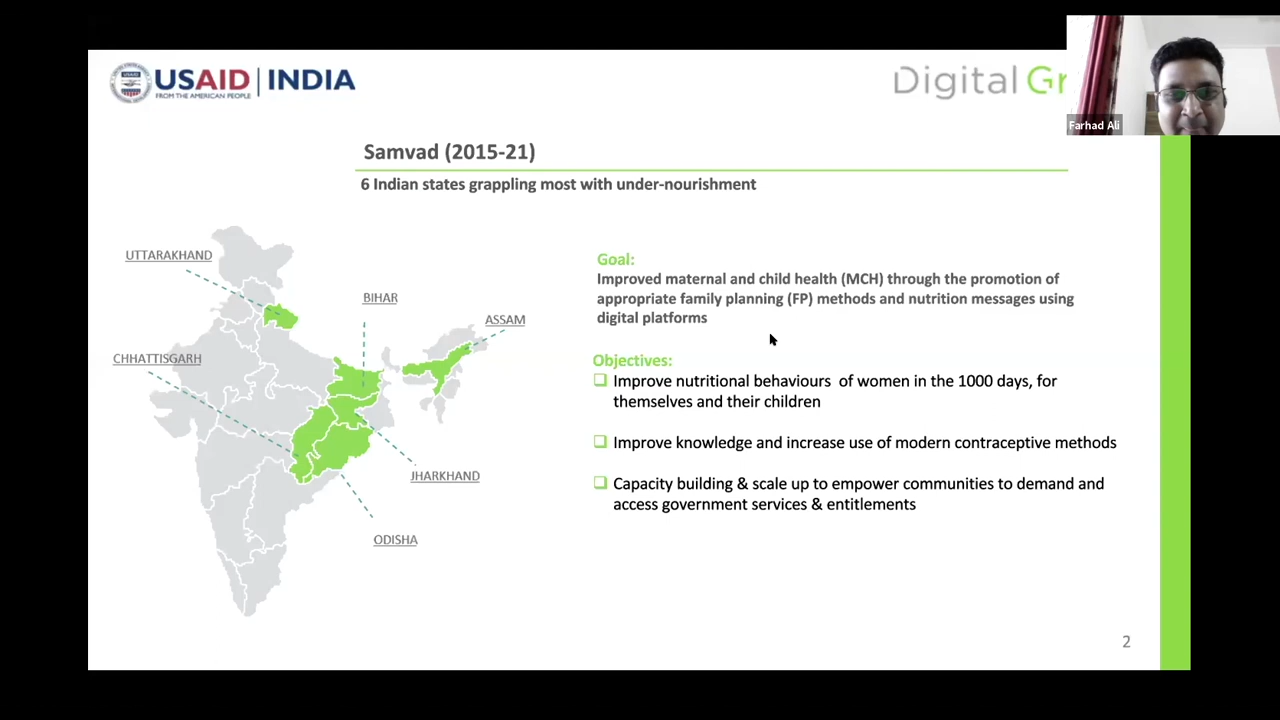 USAID | INDIA
FROM THE AMERICAN PEOPLE
Digital
Farhad Ali
Samvad (2015-21)
6 Indian states grappling most with under-nourishment
UTTARAKHAND
BIHAR
ASSAM
CHHATTISGARH
JHARKHAND
ODISHA
Goal:
Improved maternal and child health (MCH) through the promotion of
appropriate family planning (FP) methods and nutrition messages using
digital platforms
Objectives:
Improve nutritional behaviours of women in the 1000 days, for
themselves and their children
Improve knowledge and increase use of modern contraceptive methods
Capacity building & scale up to empower communities to demand and
access government services & entitlements
2